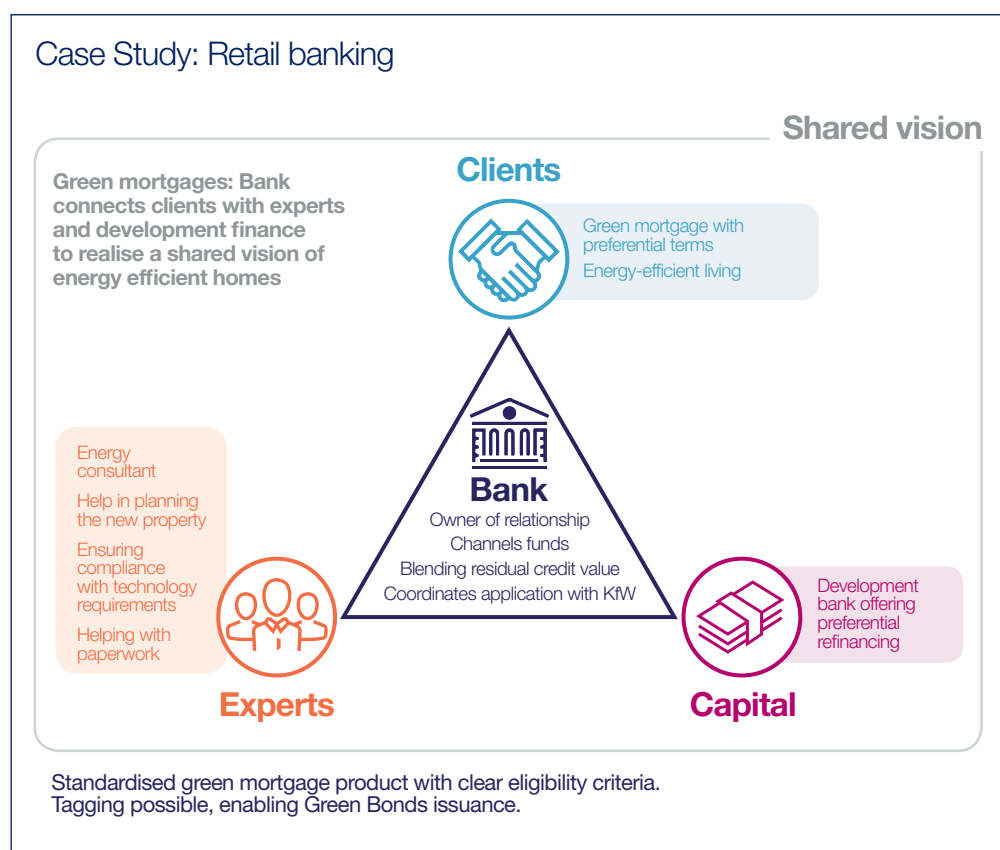 Case Study: Retail banking
Shared vision
Green mortgages: Bank
connects clients with experts
and development finance
to realise a shared vision of
energy efficient homes
Clients
Green mortgage with
preferential terms
Energy-efficient living
Bank
Owner of relationship
Channels funds
Blending residual credit value
Coordinates application with KfW
Energy
consultant
Help in planning
the new property
Ensuring
compliance
with technology
requirements
Helping with
paperwork
Experts
Development
bank offering
preferential
refinancing
Capital
Standardised green mortgage product with clear eligibility criteria.
Tagging possible, enabling Green Bonds issuance.